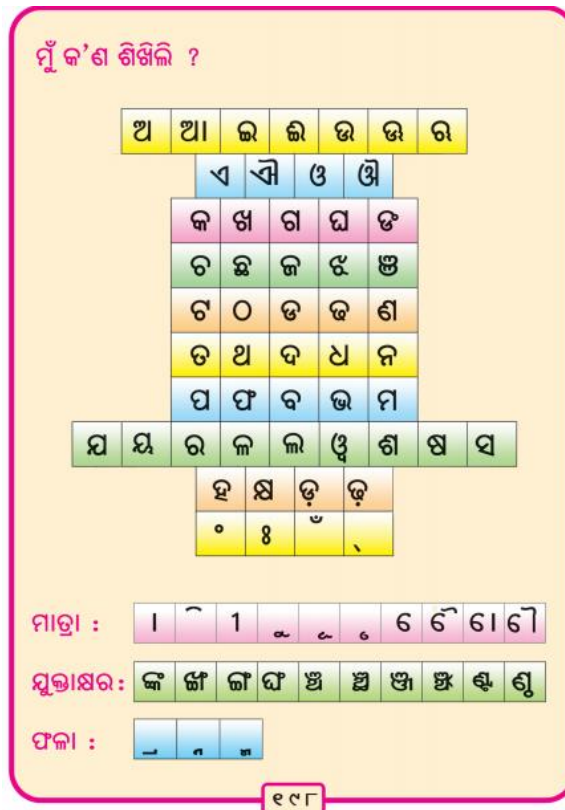 ମୁଁ କ'ଣ ଶିଖିଲି ?
ଅ ଆ ଇ ଈ ଉ ଊ ଋ
ଏ ଐ ଓ ଔ
କ ଖ ଗ ଘ ଙ
ଚ ଛ ଜ ଝ ଞ
ଟ ଠ ଡ ଢ ଣ
ତ ଥ ଦ ଧ ନ
ପ ଫ ବ ଭ ମ
ଯ ୟ ର ଳ ଲ ୱ ଶ ଷ ସ
ହ କ୍ଷ ଡ଼ ଢ଼
ଂ ଃ ଁ ୍
ମାତ୍ରା : ା ି ୀ ୁ ୂ ୃ େ ୈ ୋ ୌ
ଯୁକ୍ତାକ୍ଷର : ଙ୍କ ଙ୍ଖ ଙ୍ଗ ଙ୍ଘ ଞ୍ଚ ଞ୍ଛ ଞ୍ଜ ଞ୍ଝ ଣ୍ଟ ଣ୍ଠ
ଫଳା :
୧୯୮